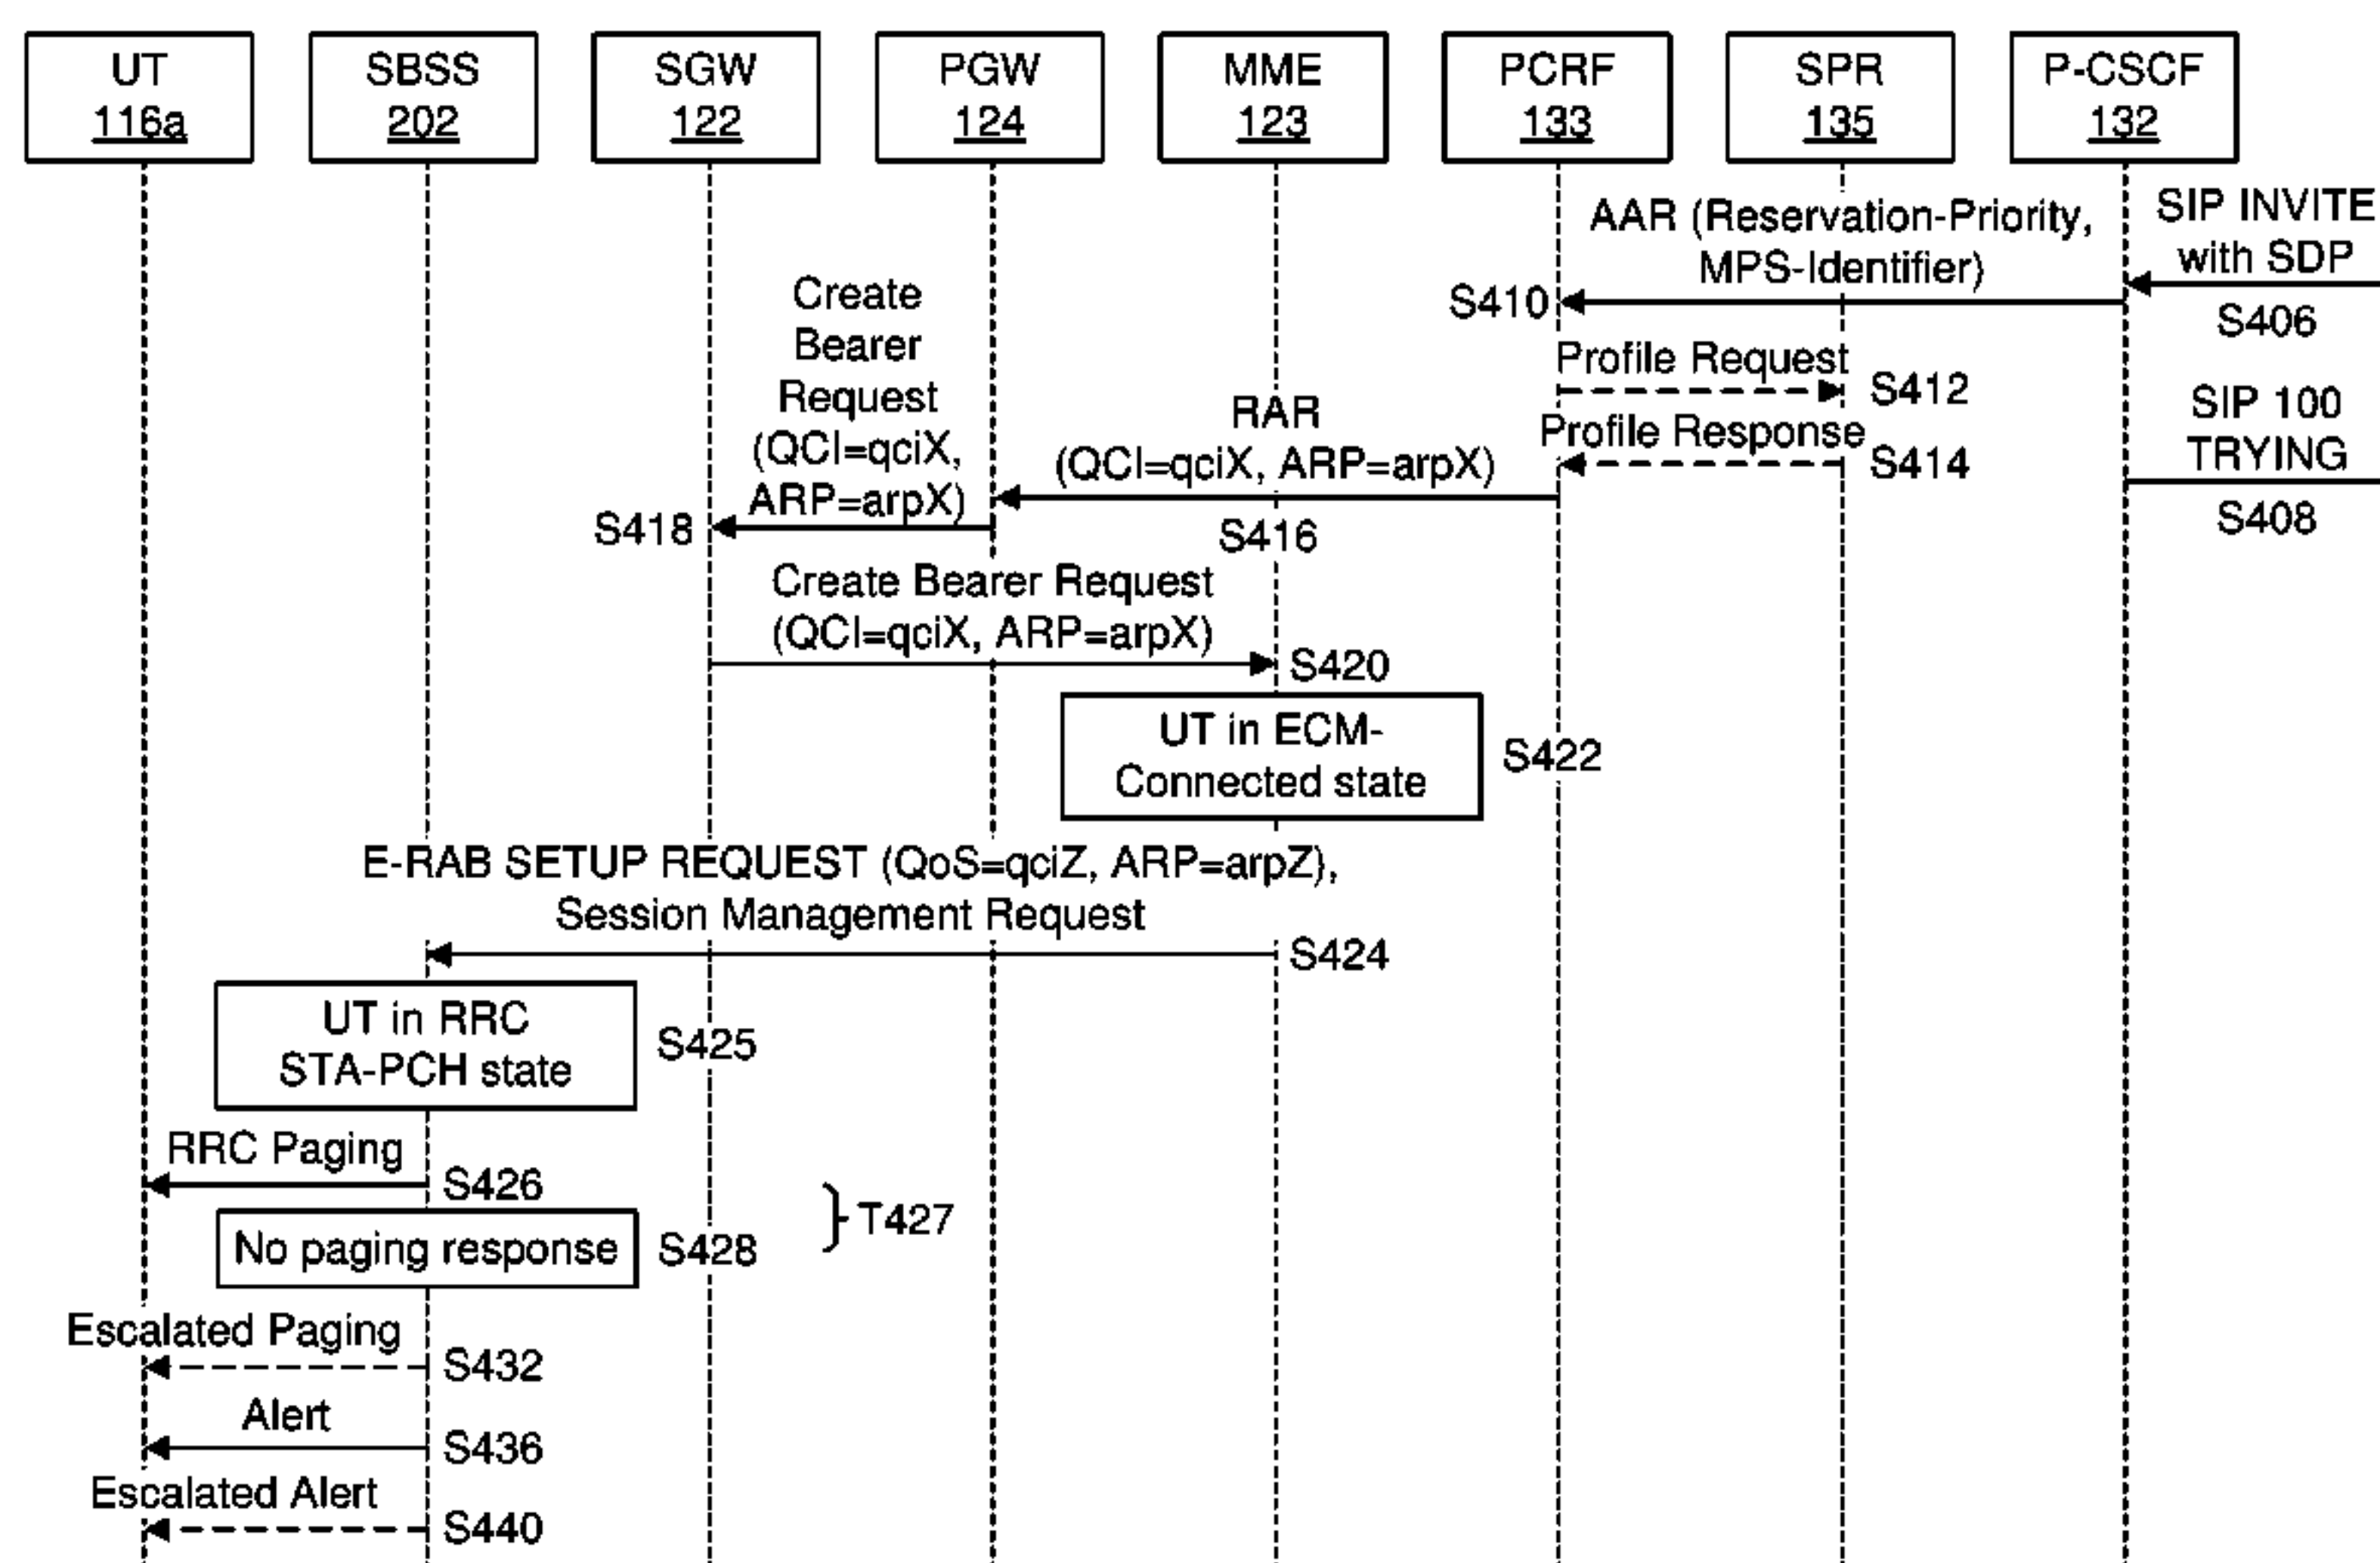 UT
116a
SBSS
202
SGW
122
PGW
124
MME
123
PCRF
133
SPR
135
P-CSCF
132
SIP INVITE
with SDP
S406
AAR (Reservation-Priority,
MPS-Identifier)
S410
Profile Request
S412
Profile Response
S414
SIP 100
TRYING
S408
RAR
(QCI=qciX, ARP=arpX)
S416
Create
Bearer
Request
(QCI=qciX,
ARP=arpX)
S418
Create Bearer Request
(QCI=qciX, ARP=arpX)
S420
UT in ECM-
Connected state
S422
E-RAB SETUP REQUEST (QoS=qciZ, ARP=arpZ),
Session Management Request
S424
UT in RRC
STA-PCH state
S425
RRC Paging
S426
T427
No paging response
S428
Escalated Paging
S432
Alert
S436
Escalated Alert
S440